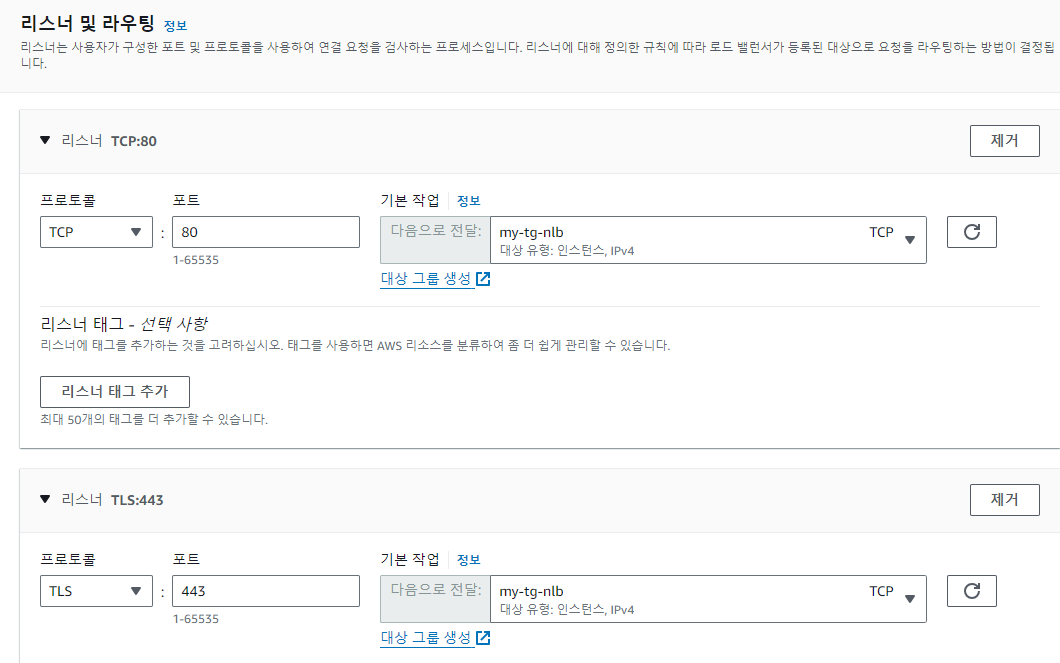 리스너 및 라우팅 정보
리스너는 사용자가 구성한 포트 및 프로토콜을 사용하여 연결 요청을 검사하는 프로세스입니다. 리스너에 대해 정의한 규칙에 따라 로드 밸런서가 등록된 대상으로 요청을 라우팅하는 방법이 결정됩
니다.
리스너 TCP:80 제거
프로토콜 포트 기본 작업 정보
TCP : 80 다음으로 전달: my-tg-nlb TCP
대상 유형: 인스턴스, IPv4
1-65535
대상 그룹 생성
리스너 태그 - 선택 사항
리스너에 태그를 추가하는 것을 고려하십시오. 태그를 사용하면 AWS 리소스를 분류하여 좀 더 쉽게 관리할 수 있습니다.
리스너 태그 추가
최대 50개의 태그를 더 추가할 수 있습니다.
리스너 TLS:443 제거
프로토콜 포트 기본 작업 정보
TLS : 443 다음으로 전달: my-tg-nlb TCP
대상 유형: 인스턴스, IPv4
1-65535
대상 그룹 생성